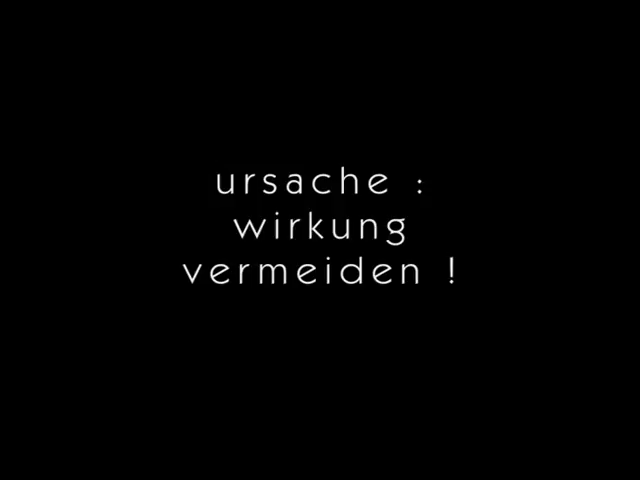 ursache :
wirkung
vermeiden !